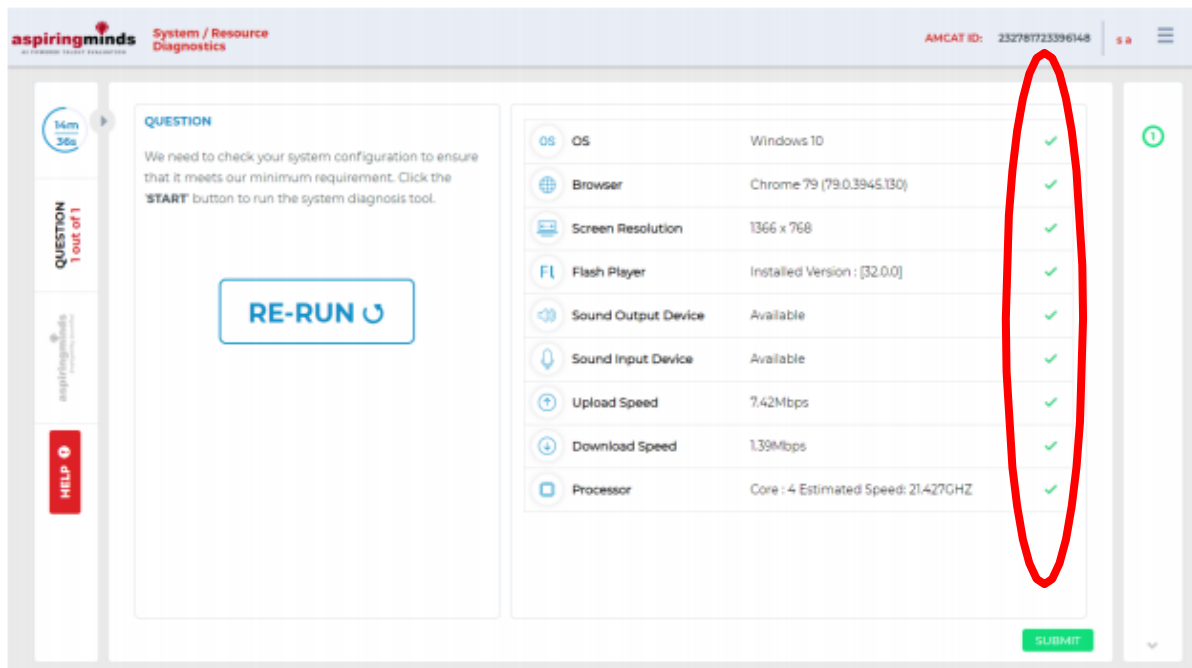 aspiringminds
System / Resource
Diagnostics
AMCAT ID: 232781723396148
s a
14m
36s
QUESTION
1 out of 1
aspiringminds
HELP
QUESTION
We need to check your system configuration to ensure
that it meets our minimum requirement. Click the
'START' button to run the system diagnosis tool.
RE-RUN
OS OS Windows 10
Browser Chrome 79 (79.0.3945.130)
Screen Resolution 1366 x 768
FL Flash Player Installed Version : [32.0.0]
Sound Output Device Available
Sound Input Device Available
Upload Speed 7.42Mbps
Download Speed 1.39Mbps
Processor Core : 4 Estimated Speed: 21.427GHZ
1
SUBMIT